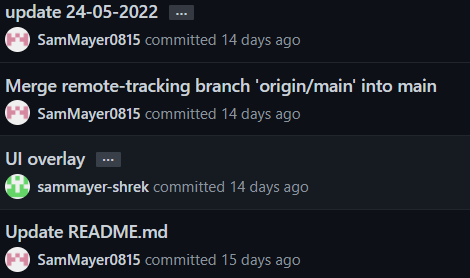 update 24-05-2022 ...
SamMayer0815 committed 14 days ago
Merge remote-tracking branch 'origin/main' into main
SamMayer0815 committed 14 days ago
UI overlay ...
sammayer-shrek committed 14 days ago
Update README.md
SamMayer0815 committed 15 days ago